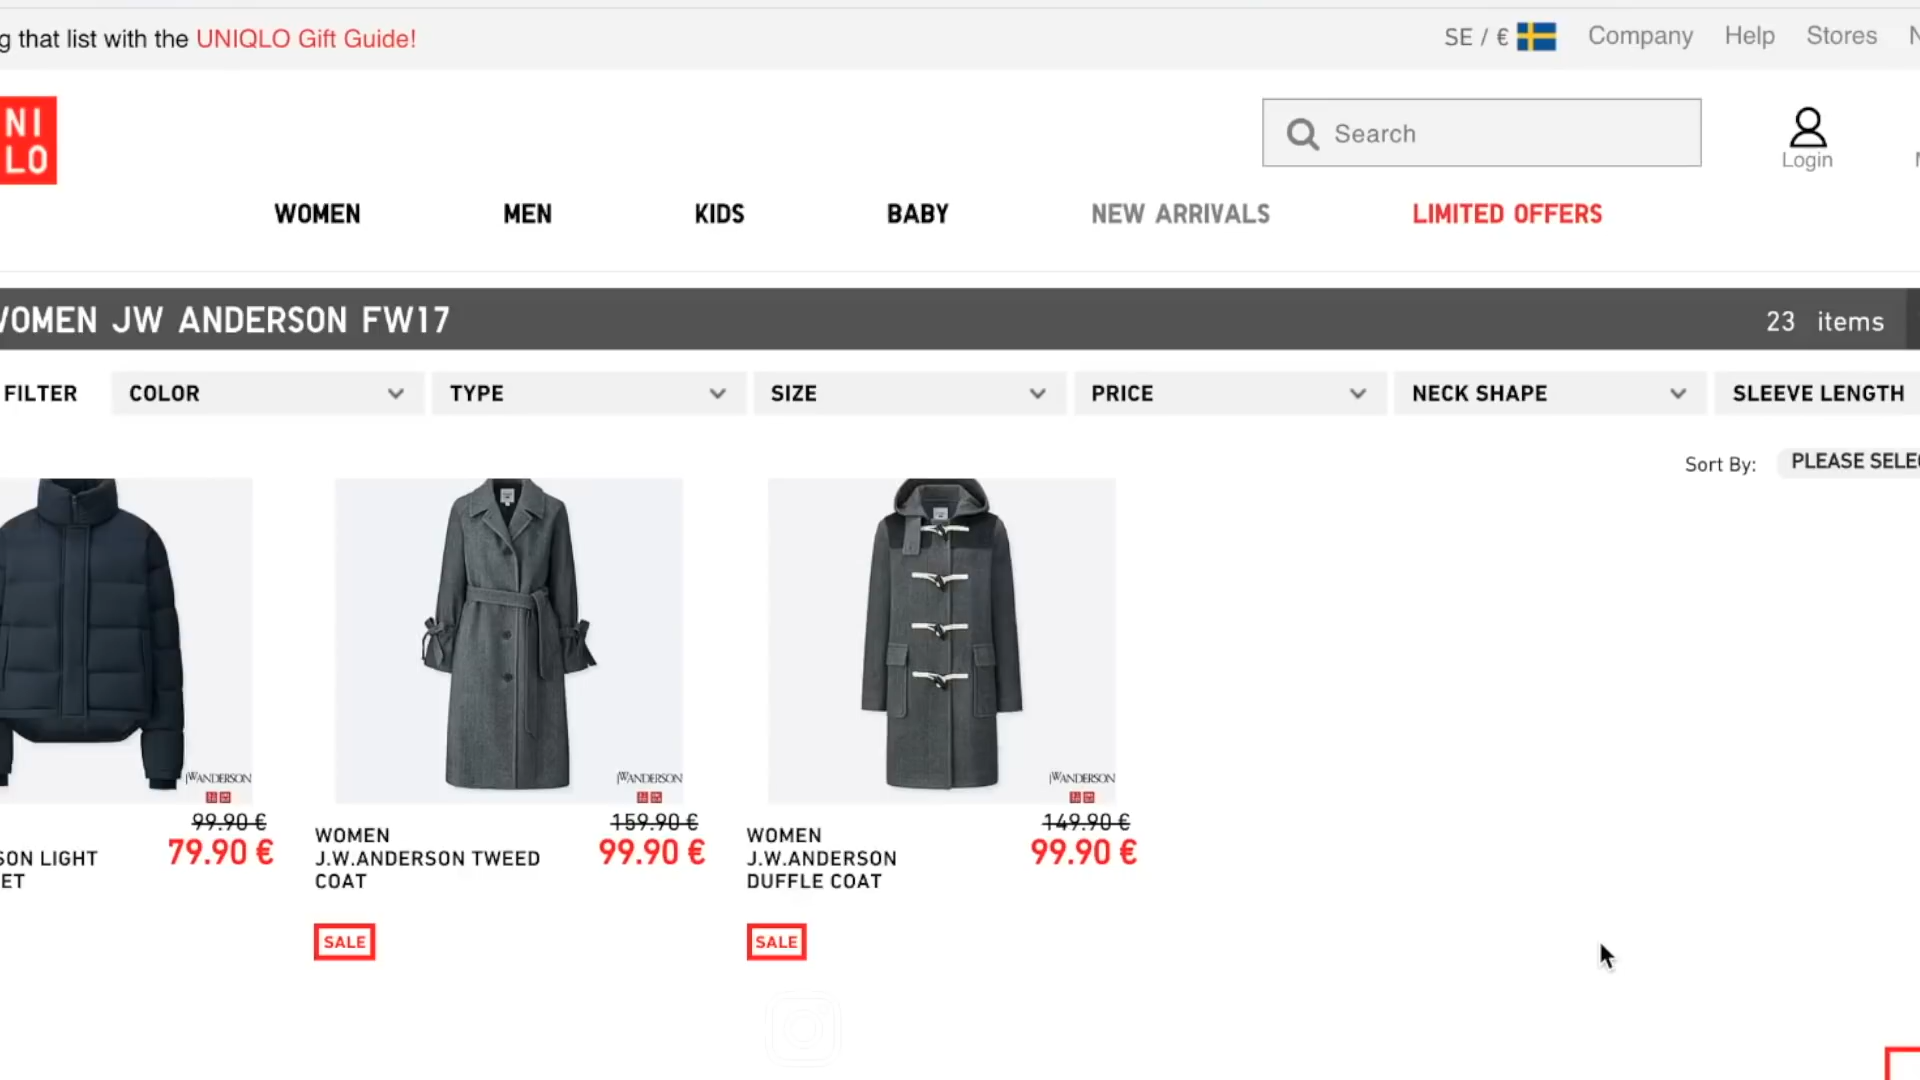 g that list with the UNIQLO Gift Guide!
SE / € Company Help Stores
NI
LO
Search
Login
WOMEN MEN KIDS BABY NEW ARRIVALS LIMITED OFFERS
WOMEN JW ANDERSON FW17
23 items
FILTER COLOR TYPE SIZE PRICE NECK SHAPE SLEEVE LENGTH
Sort By: PLEASE SELE
JWANDERSON
JWANDERSON
JWANDERSON
99.90 €
79.90 €
SON LIGHT
ET
159.90 €
99.90 €
WOMEN
J.W.ANDERSON TWEED
COAT
SALE
149.90 €
99.90 €
WOMEN
J.W.ANDERSON
DUFFLE COAT
SALE